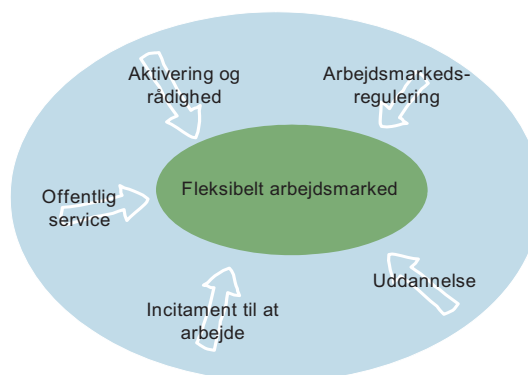 Aktivering og
rådighed
Arbejdsmarkeds-
regulering
Fleksibelt arbejdsmarked
Offentlig
service
Uddannelse
Incitament til at
arbejde